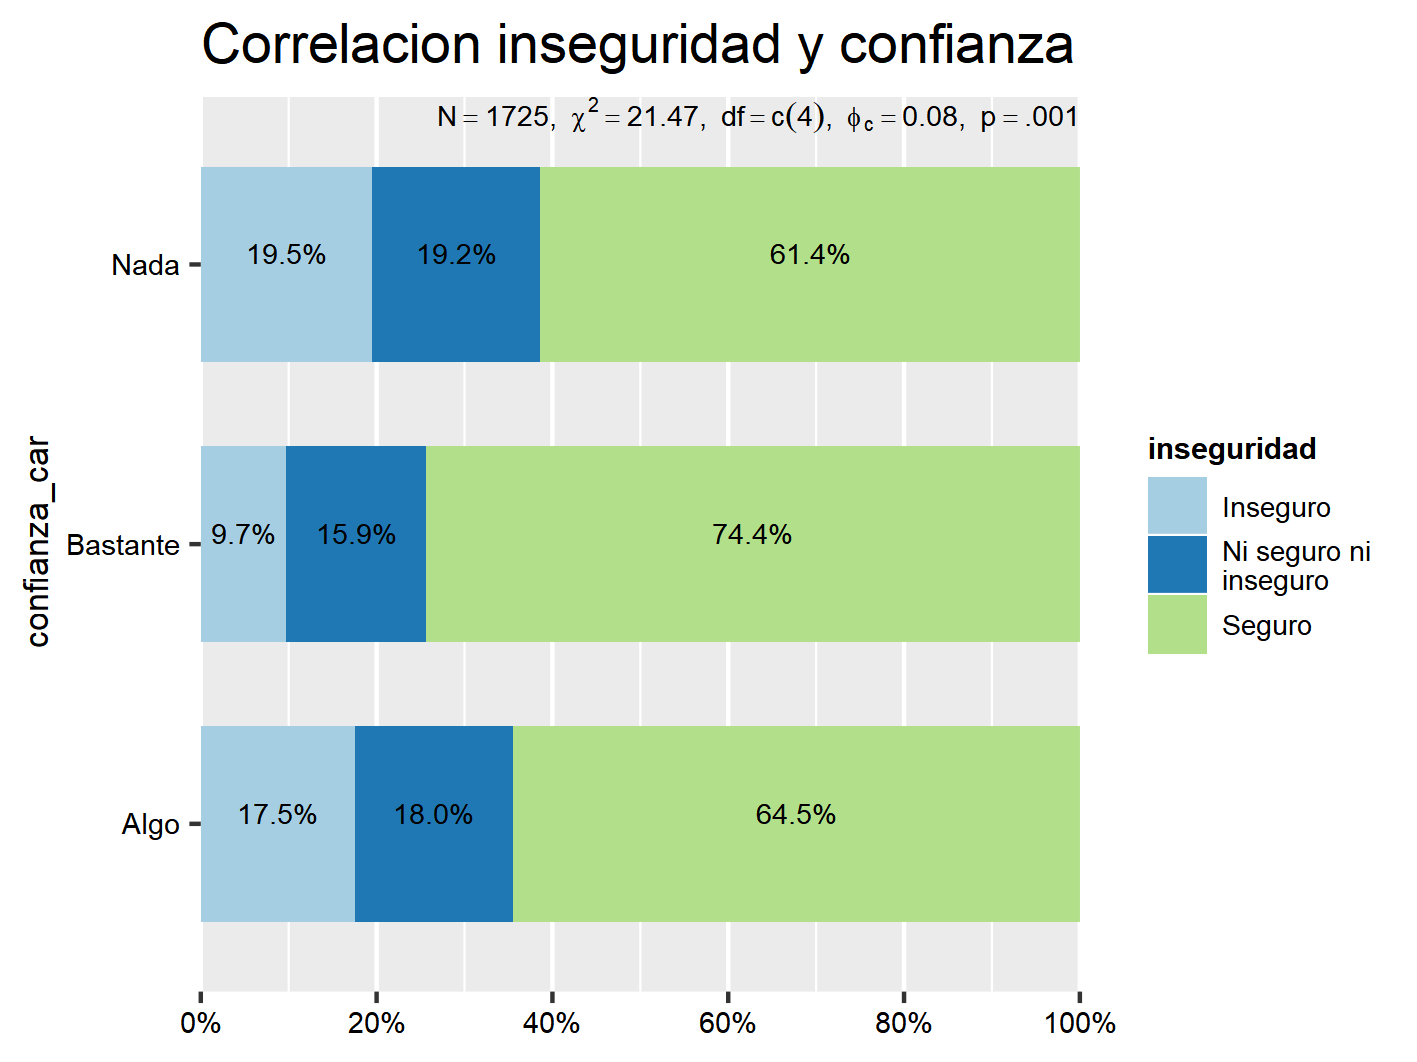 Correlacion inseguridad y confianza
N = 1725, χ² = 21.47, df = c(4), ϕc = 0.08, p = .001
Nada
19.5%
19.2%
61.4%
confianza_car
Bastante
9.7%
15.9%
74.4%
Algo
17.5%
18.0%
64.5%
0%
20%
40%
60%
80%
100%
inseguridad
Inseguro
Ni seguro ni
inseguro
Seguro